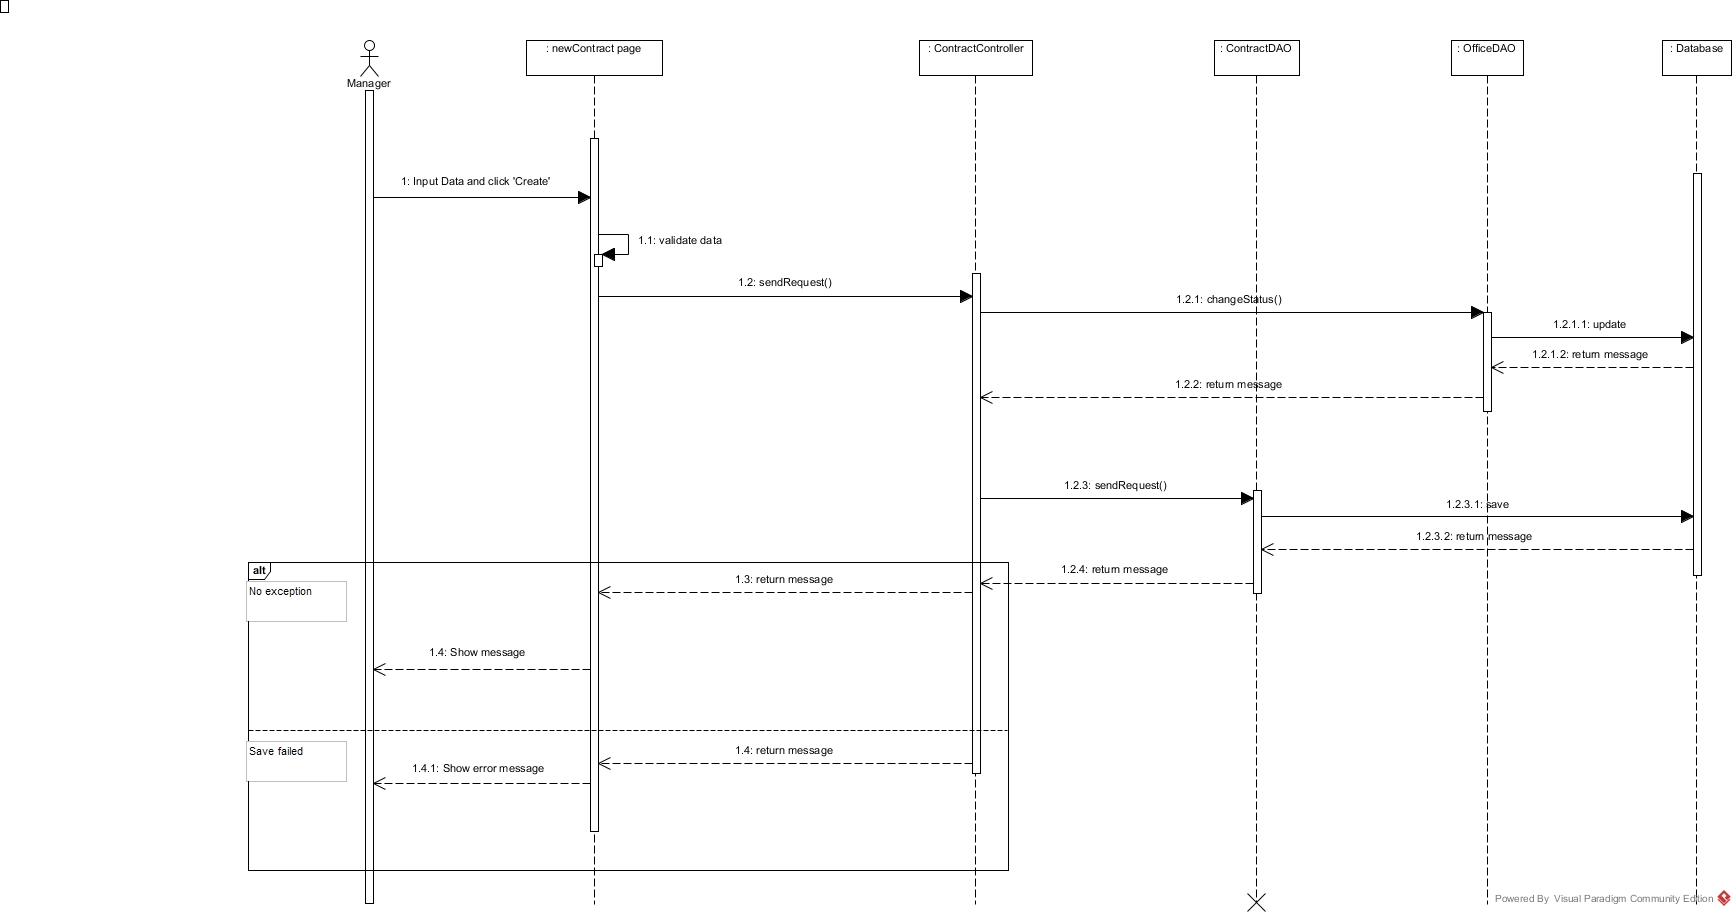 : newContract page
: ContractController
: ContractDAO
: OfficeDAO
: Database
Manager
1: Input Data and click 'Create'
1.1: validate data
1.2: sendRequest()
1.2.1: changeStatus()
1.2.1.1: update
1.2.1.2: return message
1.2.2: return message
1.2.3: sendRequest()
1.2.3.1: save
1.2.3.2: return message
1.2.4: return message
alt
1.3: return message
No exception
1.4: Show message
Save failed
1.4: return message
1.4.1: Show error message
Powered By Visual Paradigm Community Edition